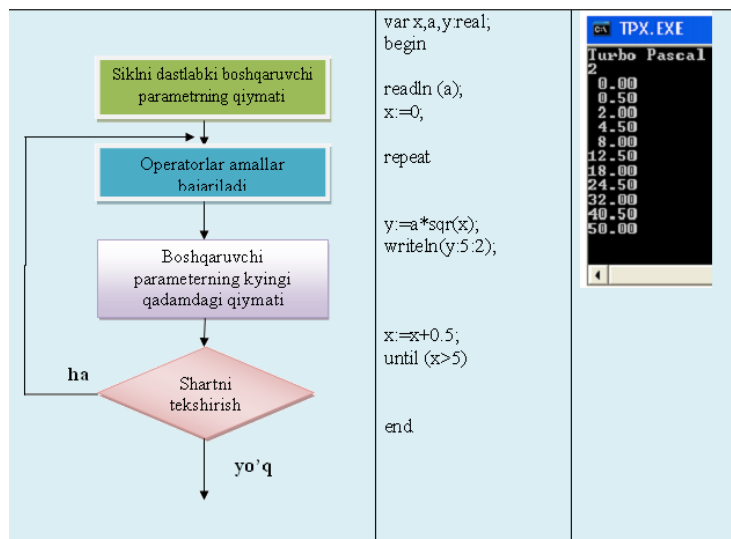 Siklni dastlabki boshqaruvchi
parametrning qiymati
Operatorlar amallar
bajariladi
Boshqaruvchi
parameterning kyingi
qadamdagi qiymati
ha
Shartni
tekshirish
yo’q
var x,a,y:real;
begin
readln (a);
x:=0;
repeat
y:=a*sqr(x);
writeln(y:5:2);
x:=x+0.5;
until (x>5)
end
TPX.EXE
Turbo Pascal
2
0.00
0.50
2.00
4.50
8.00
12.50
18.00
24.50
32.00
40.50
50.00